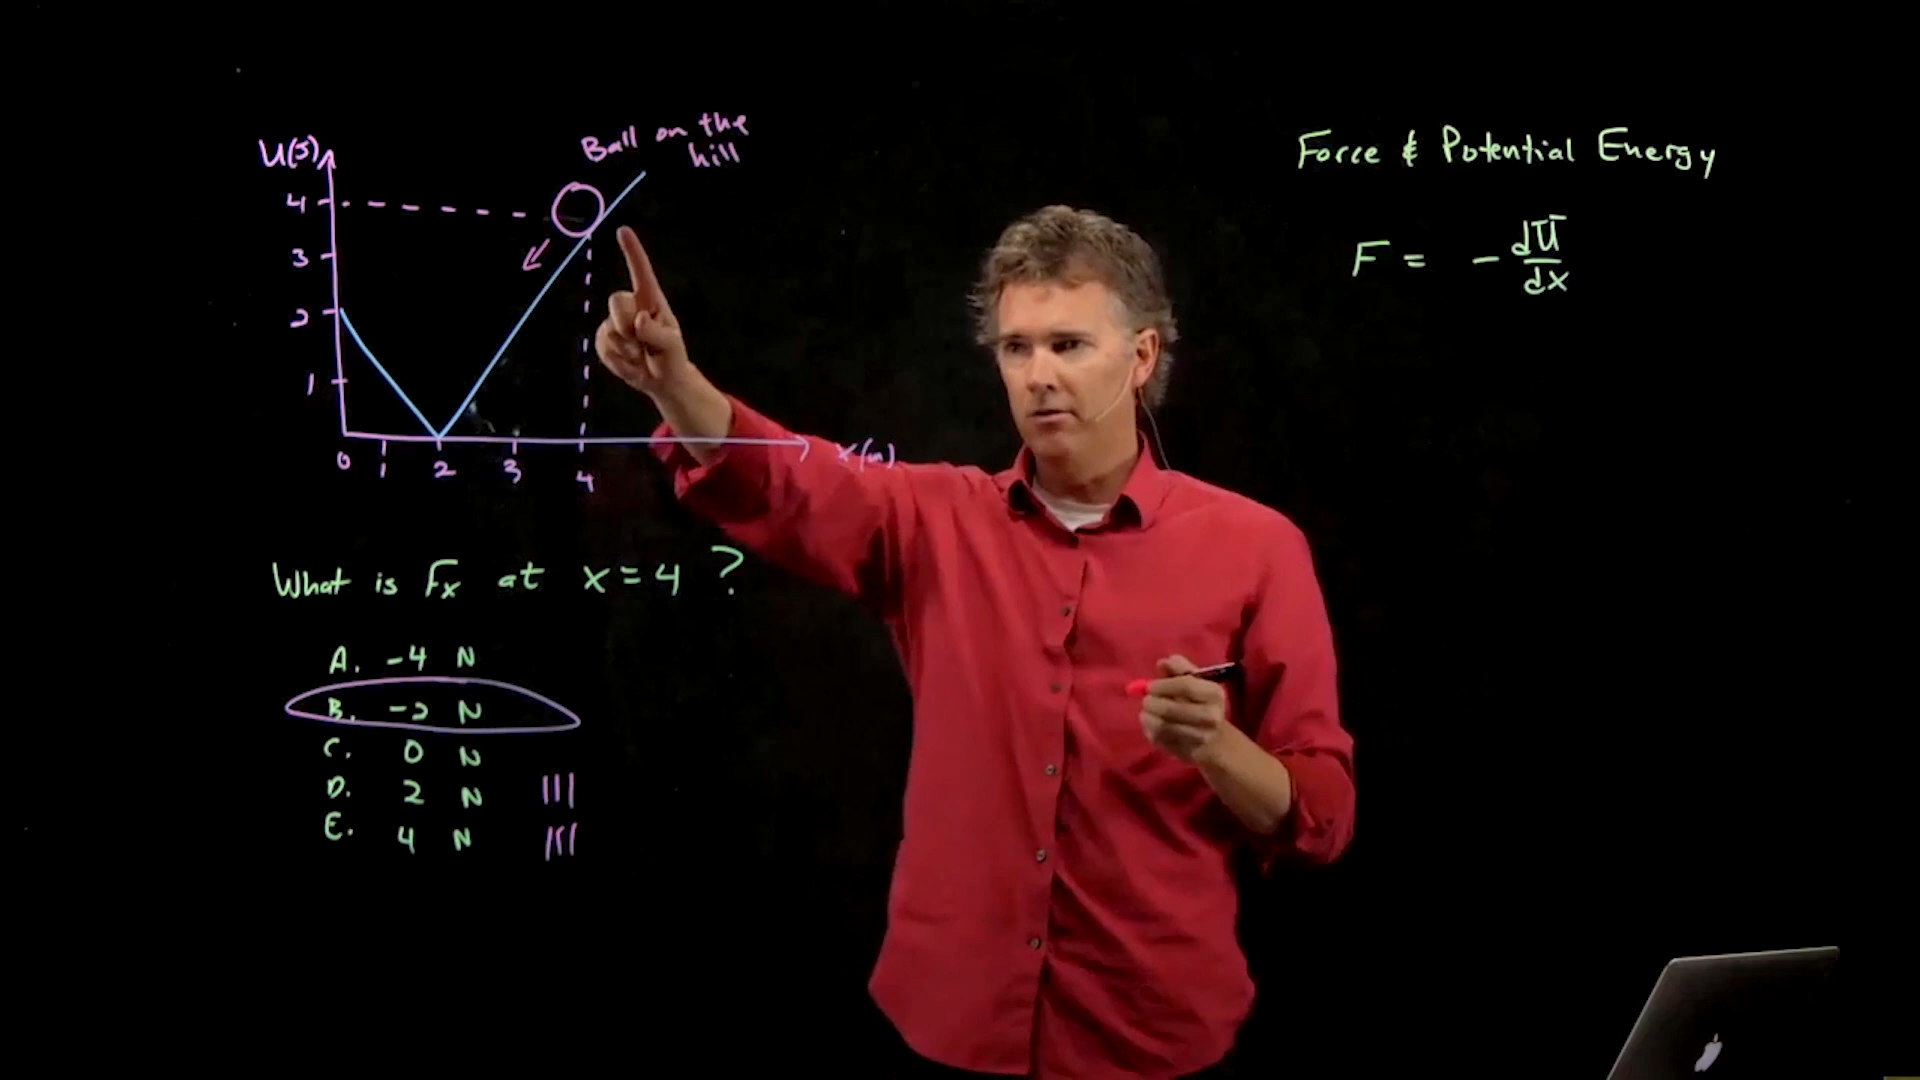 Ball on the
hill
U(J)
4
3
2
1
0 1 2 3 4
x(m)
Force & Potential Energy
F = - dU/dx
What is Fx at x=4 ?
A. -4 N
B. -2 N
C. 0 N
D. 2 N |||
E. 4 N |||